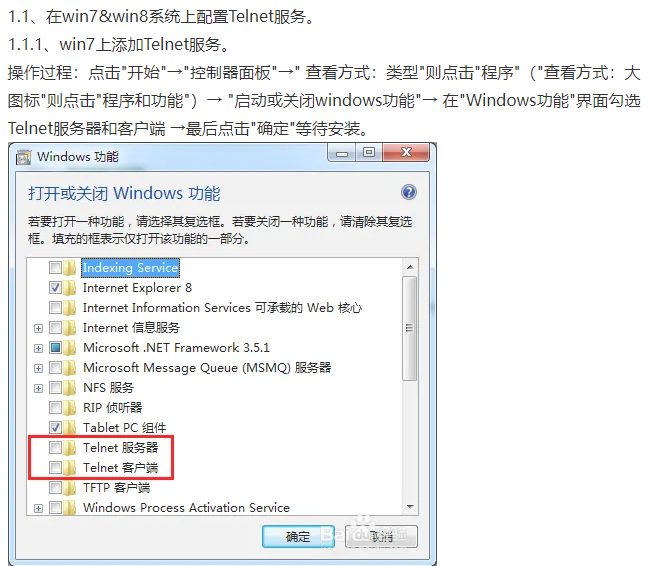 1.1、在win7&win8系统上配置Telnet服务。
1.1.1、win7上添加Telnet服务。
操作过程：点击"开始"→"控制器面板"→" 查看方式：类型"则点击"程序"（"查看方式：大
图标"则点击"程序和功能"）→ "启动或关闭windows功能"→ 在"Windows功能"界面勾选
Telnet服务器和客户端 →最后点击"确定"等待安装。
Windows 功能
打开或关闭 Windows 功能
若要打开一种功能，请选择其复选框。若要关闭一种功能，请清除其复选
框。填充的框表示仅打开该功能的一部分。
Indexing Service
Internet Explorer 8
Internet Information Services 可承载的 Web 核心
Internet 信息服务
Microsoft .NET Framework 3.5.1
Microsoft Message Queue (MSMQ) 服务器
NFS 服务
RIP 侦听器
Tablet PC 组件
Telnet 服务器
Telnet 客户端
TFTP 客户端
Windows Process Activation Service
确定
取消